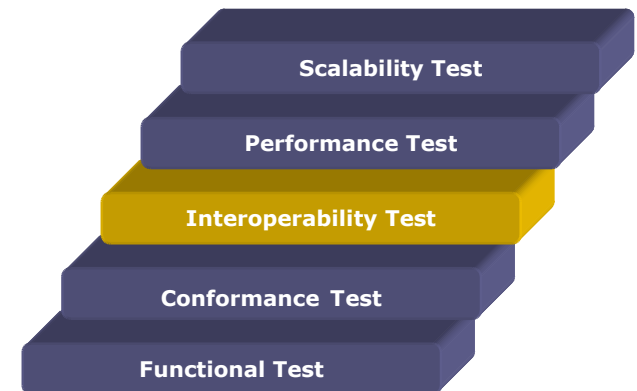 Scalability Test
Performance Test
Interoperability Test
Conformance Test
Functional Test